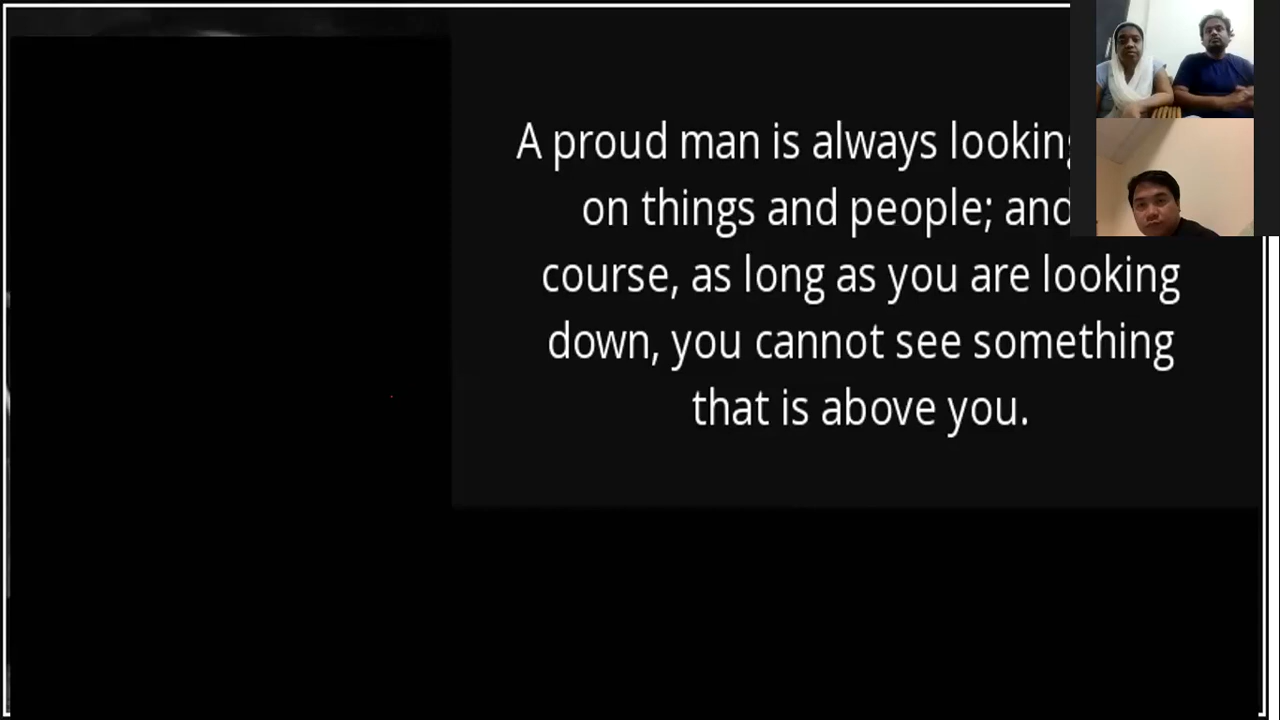 A proud man is always looking
on things and people; and
course, as long as you are looking
down, you cannot see something
that is above you.